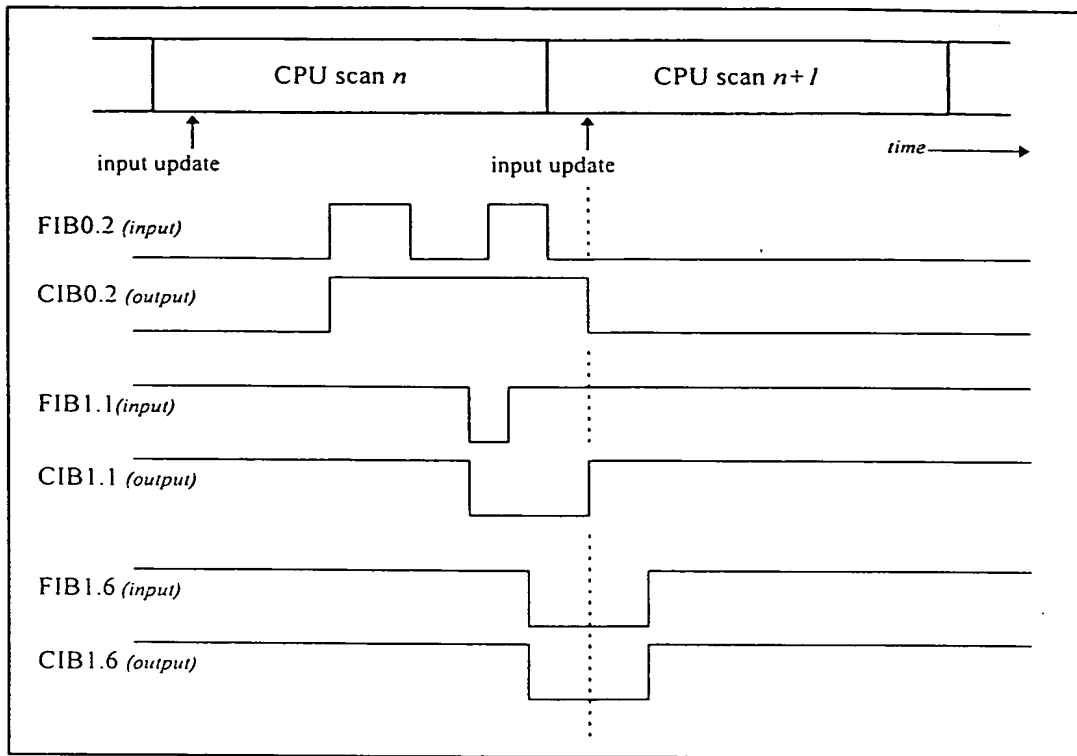 CPU scan n
CPU scan n+1
input update
input update
time
FIB0.2 (input)
CIB0.2 (output)
FIB1.1(input)
CIB1.1 (output)
FIB1.6 (input)
CIB1.6 (output)